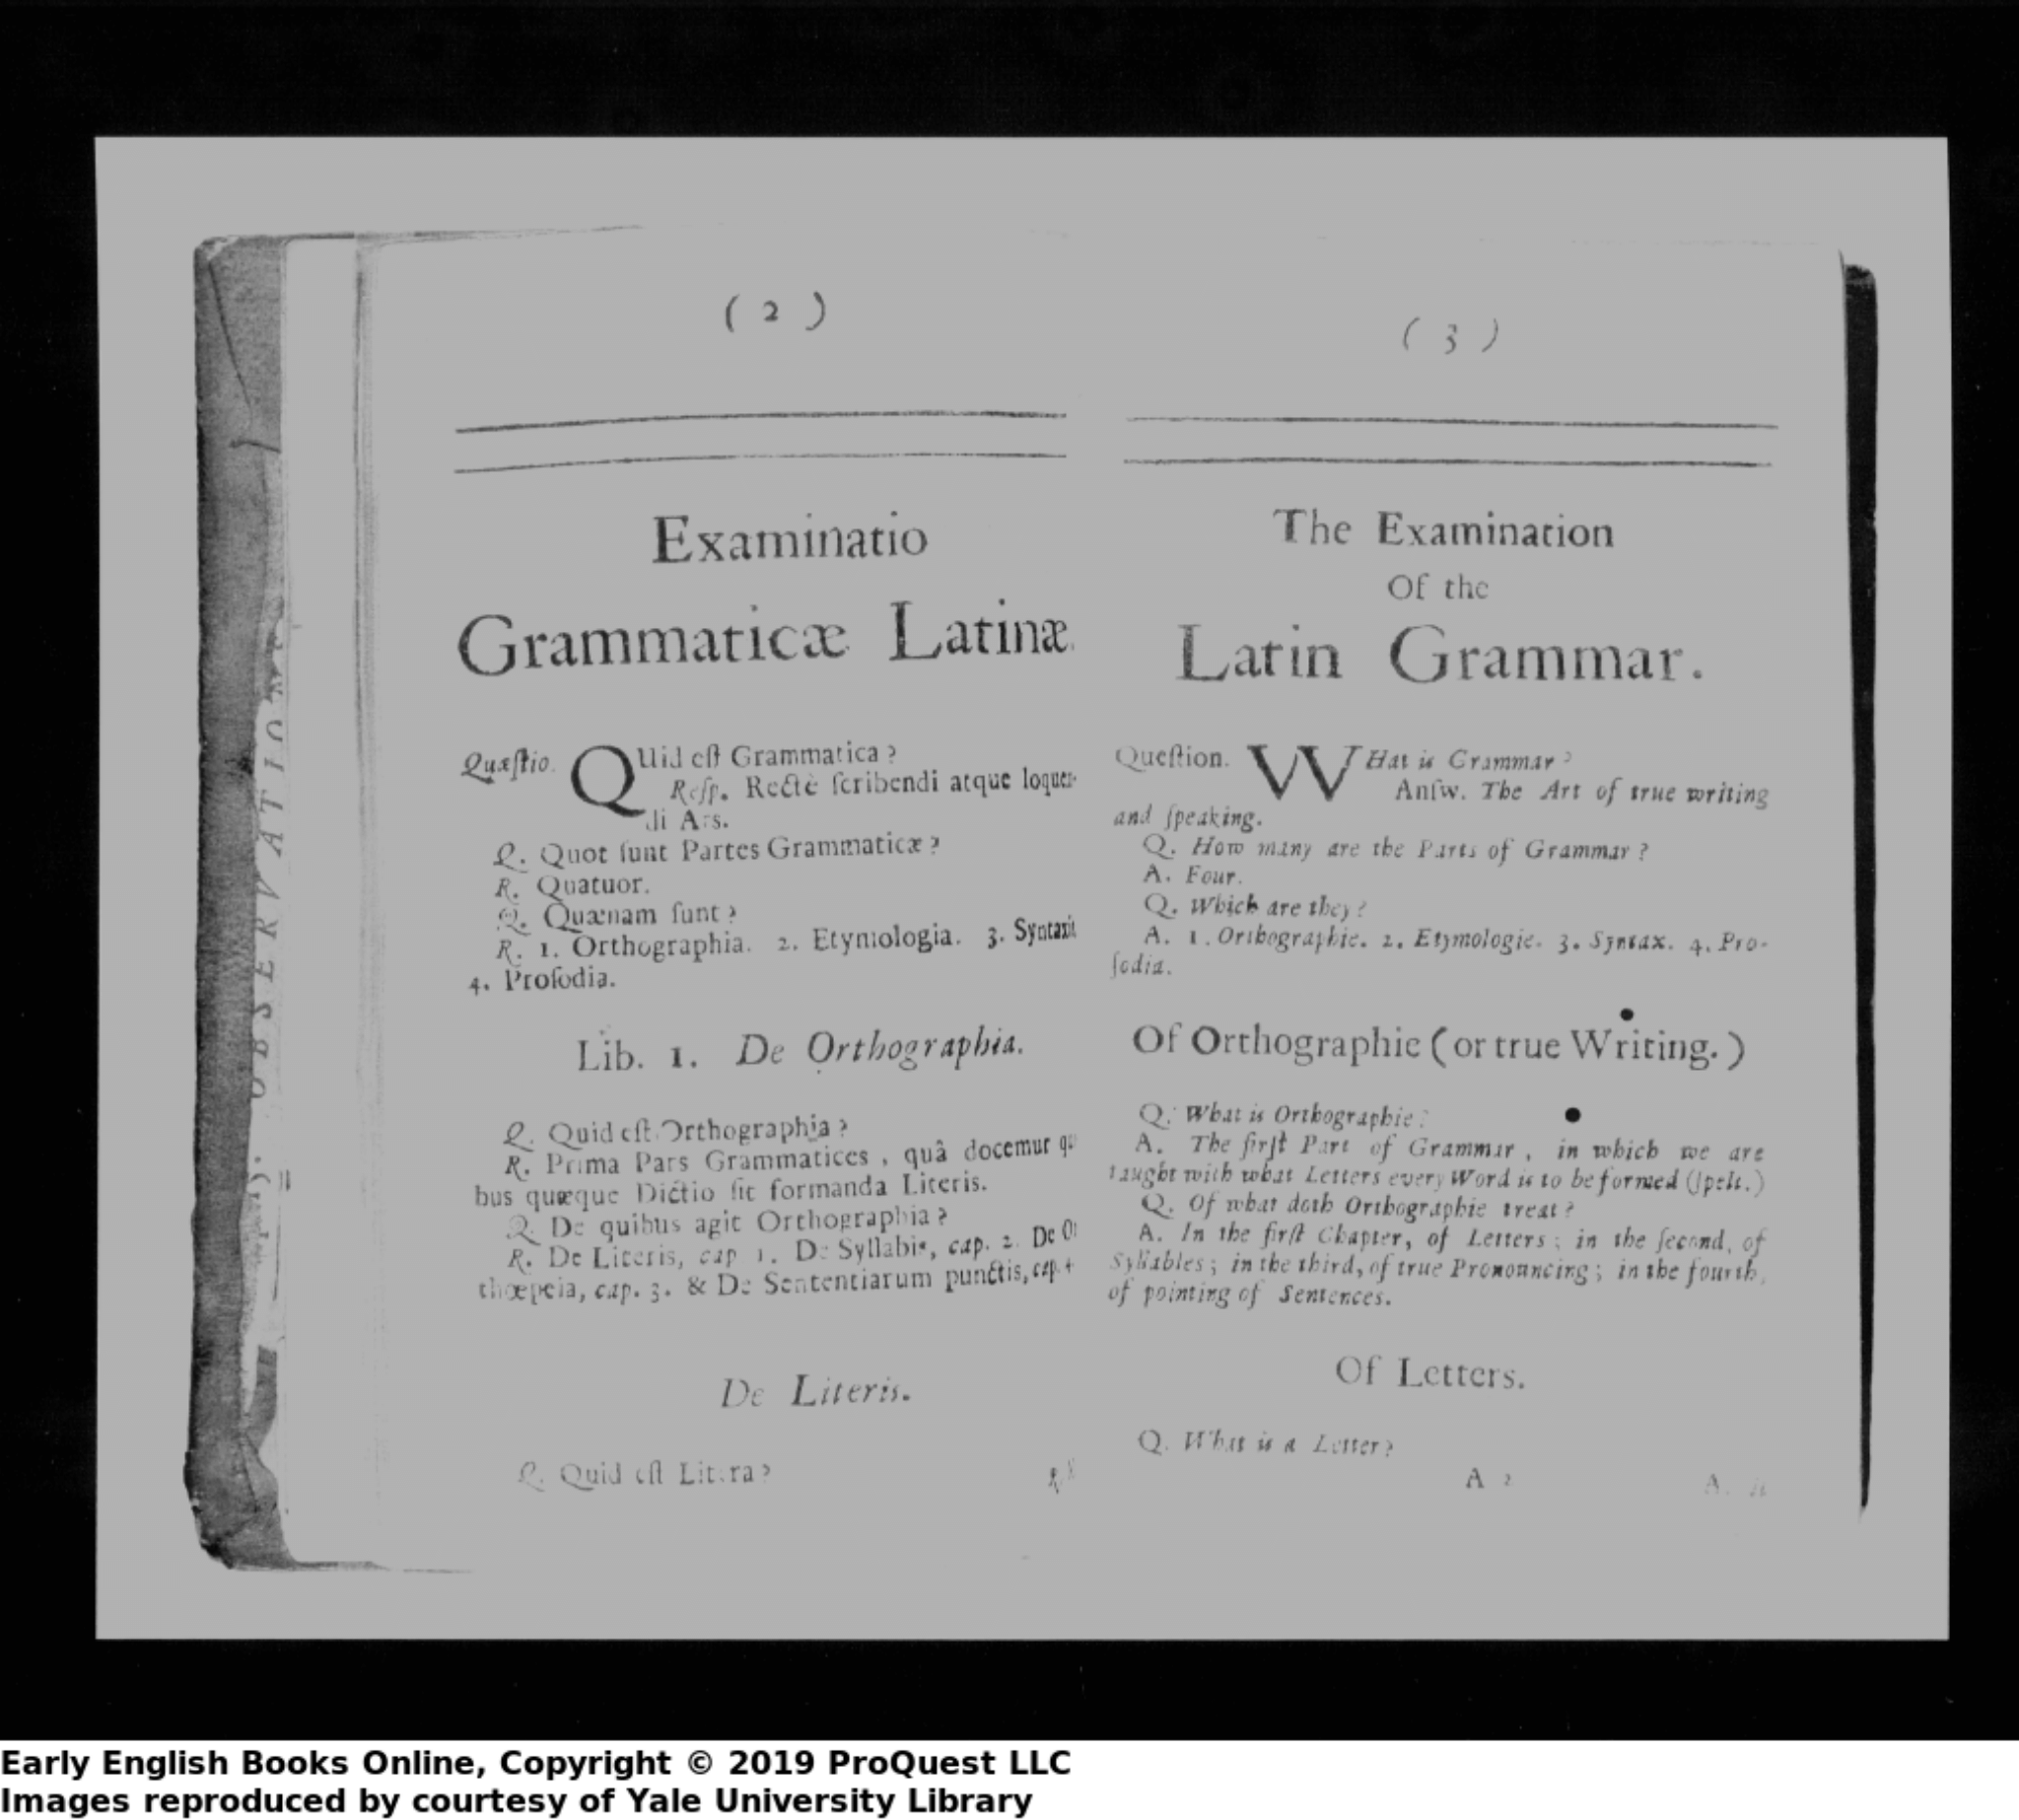 ( 2 )
Examinatio
Grammaticæ Latinæ.
Quæſtio. QUid eſt Grammatica?
Reſp. Rectè ſcribendi atque loquen-
di Ars.
Q. Quot ſunt Partes Grammaticæ?
R. Quatuor.
Q. Quænam ſunt?
R. 1. Orthographia. 2. Etymologia. 3.
4. Proſodia.
Lib. 1. De Orthographia.
Q. Quid eſt Orthographia?
R. Prima Pars Grammatices, quâ docemur
bus quæque Dictio ſit formanda Literis.
Q. De quibus agit Orthographia?
R. De Literis, cap 1. De Syllabis, cap. 2. De
thœpeia, cap. 3. & De Sententiarum punctis, cap. 4
De Literis.
Q. Quid eſt Litera?
( 3 )
The Examination
Of the
Latin Grammar.
Queſtion. WHat is Grammar?
Anſw. The Art of true writing
and ſpeaking.
Q. How many are the Parts of Grammar?
A. Four.
Q. Which are they?
A. 1. Orthographie. 2. Etymologie. 3. Syntax. 4. Pro-
ſodia.
Of Orthographie (or true Writing.)
Q. What is Orthographie?
A. The firſt Part of Grammar, in which we are
taught with what Letters every Word is to be formed (ſpelt.)
Q. Of what doth Orthographie treat?
A. In the firſt Chapter, of Letters; in the ſecond, of
Syllables; in the third, of true Pronouncing; in the fourth,
of pointing of Sentences.
Of Letters.
Q. What is a Letter?
A 2
OBSERVATION
Early English Books Online, Copyright © 2019 ProQuest LLC
Images reproduced by courtesy of Yale University Library